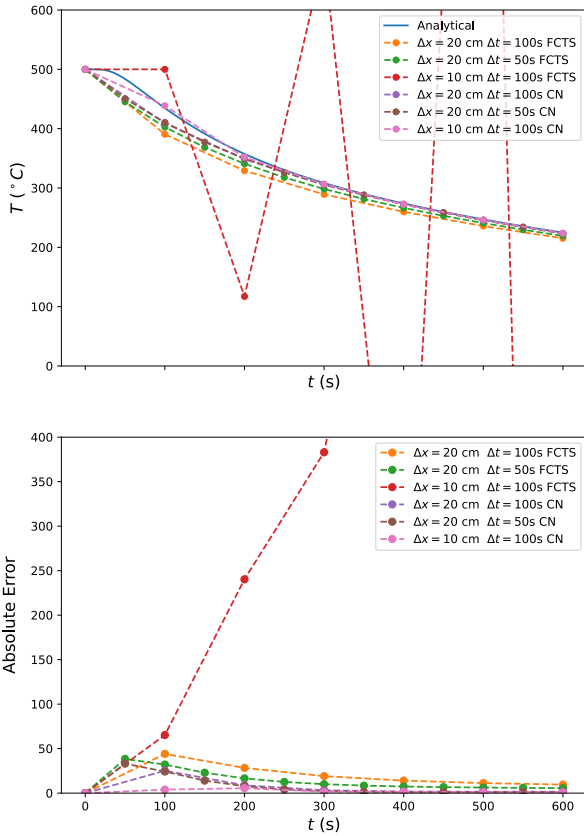 600
500
400
300
200
100
0
T (°C)
Analytical
Δx = 20 cm Δt = 100s FCTS
Δx = 20 cm Δt = 50s FCTS
Δx = 10 cm Δt = 100s FCTS
Δx = 20 cm Δt = 100s CN
Δx = 20 cm Δt = 50s CN
Δx = 10 cm Δt = 100s CN
t (s)
400
350
300
250
200
150
100
50
0
Absolute Error
Δx = 20 cm Δt = 100s FCTS
Δx = 20 cm Δt = 50s FCTS
Δx = 10 cm Δt = 100s FCTS
Δx = 20 cm Δt = 100s CN
Δx = 20 cm Δt = 50s CN
Δx = 10 cm Δt = 100s CN
0 100 200 300 400 500 600
t (s)